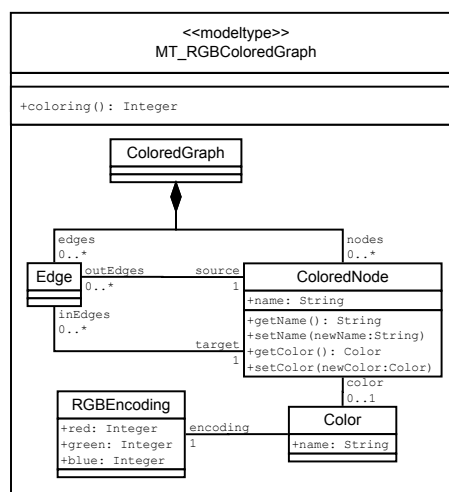 <<modeltype>>
MT_RGBColoredGraph
+coloring(): Integer
ColoredGraph
edges
0..*
nodes
0..*
Edge
outEdges
0..*
source
1
ColoredNode
+name: String
+getName(): String
+setName(newName:String)
+getColor(): Color
+setColor(newColor:Color)
inEdges
0..*
target
1
color
0..1
RGBEncoding
+red: Integer
+green: Integer
+blue: Integer
encoding
1
Color
+name: String